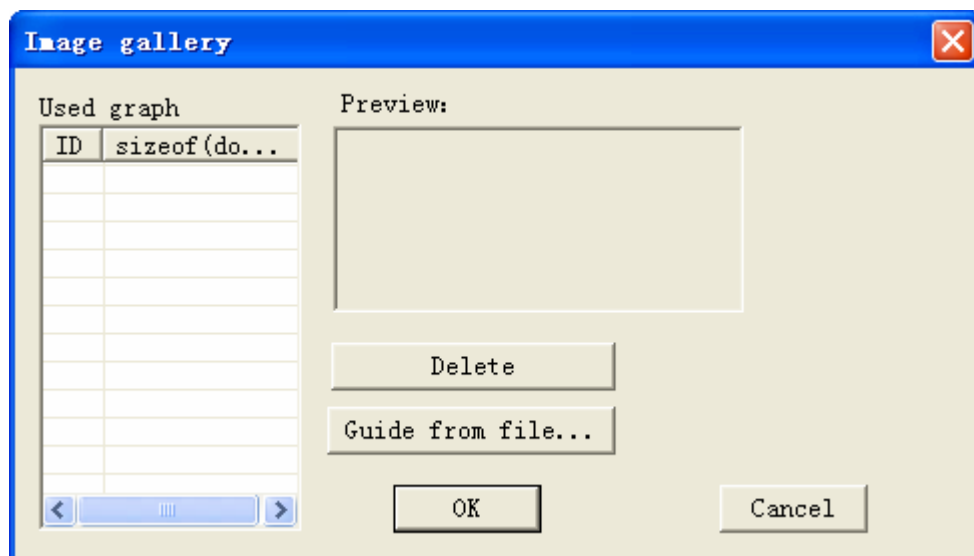 Image gallery
Used graph
Preview:
ID sizeof(do...
Delete
Guide from file...
OK
Cancel